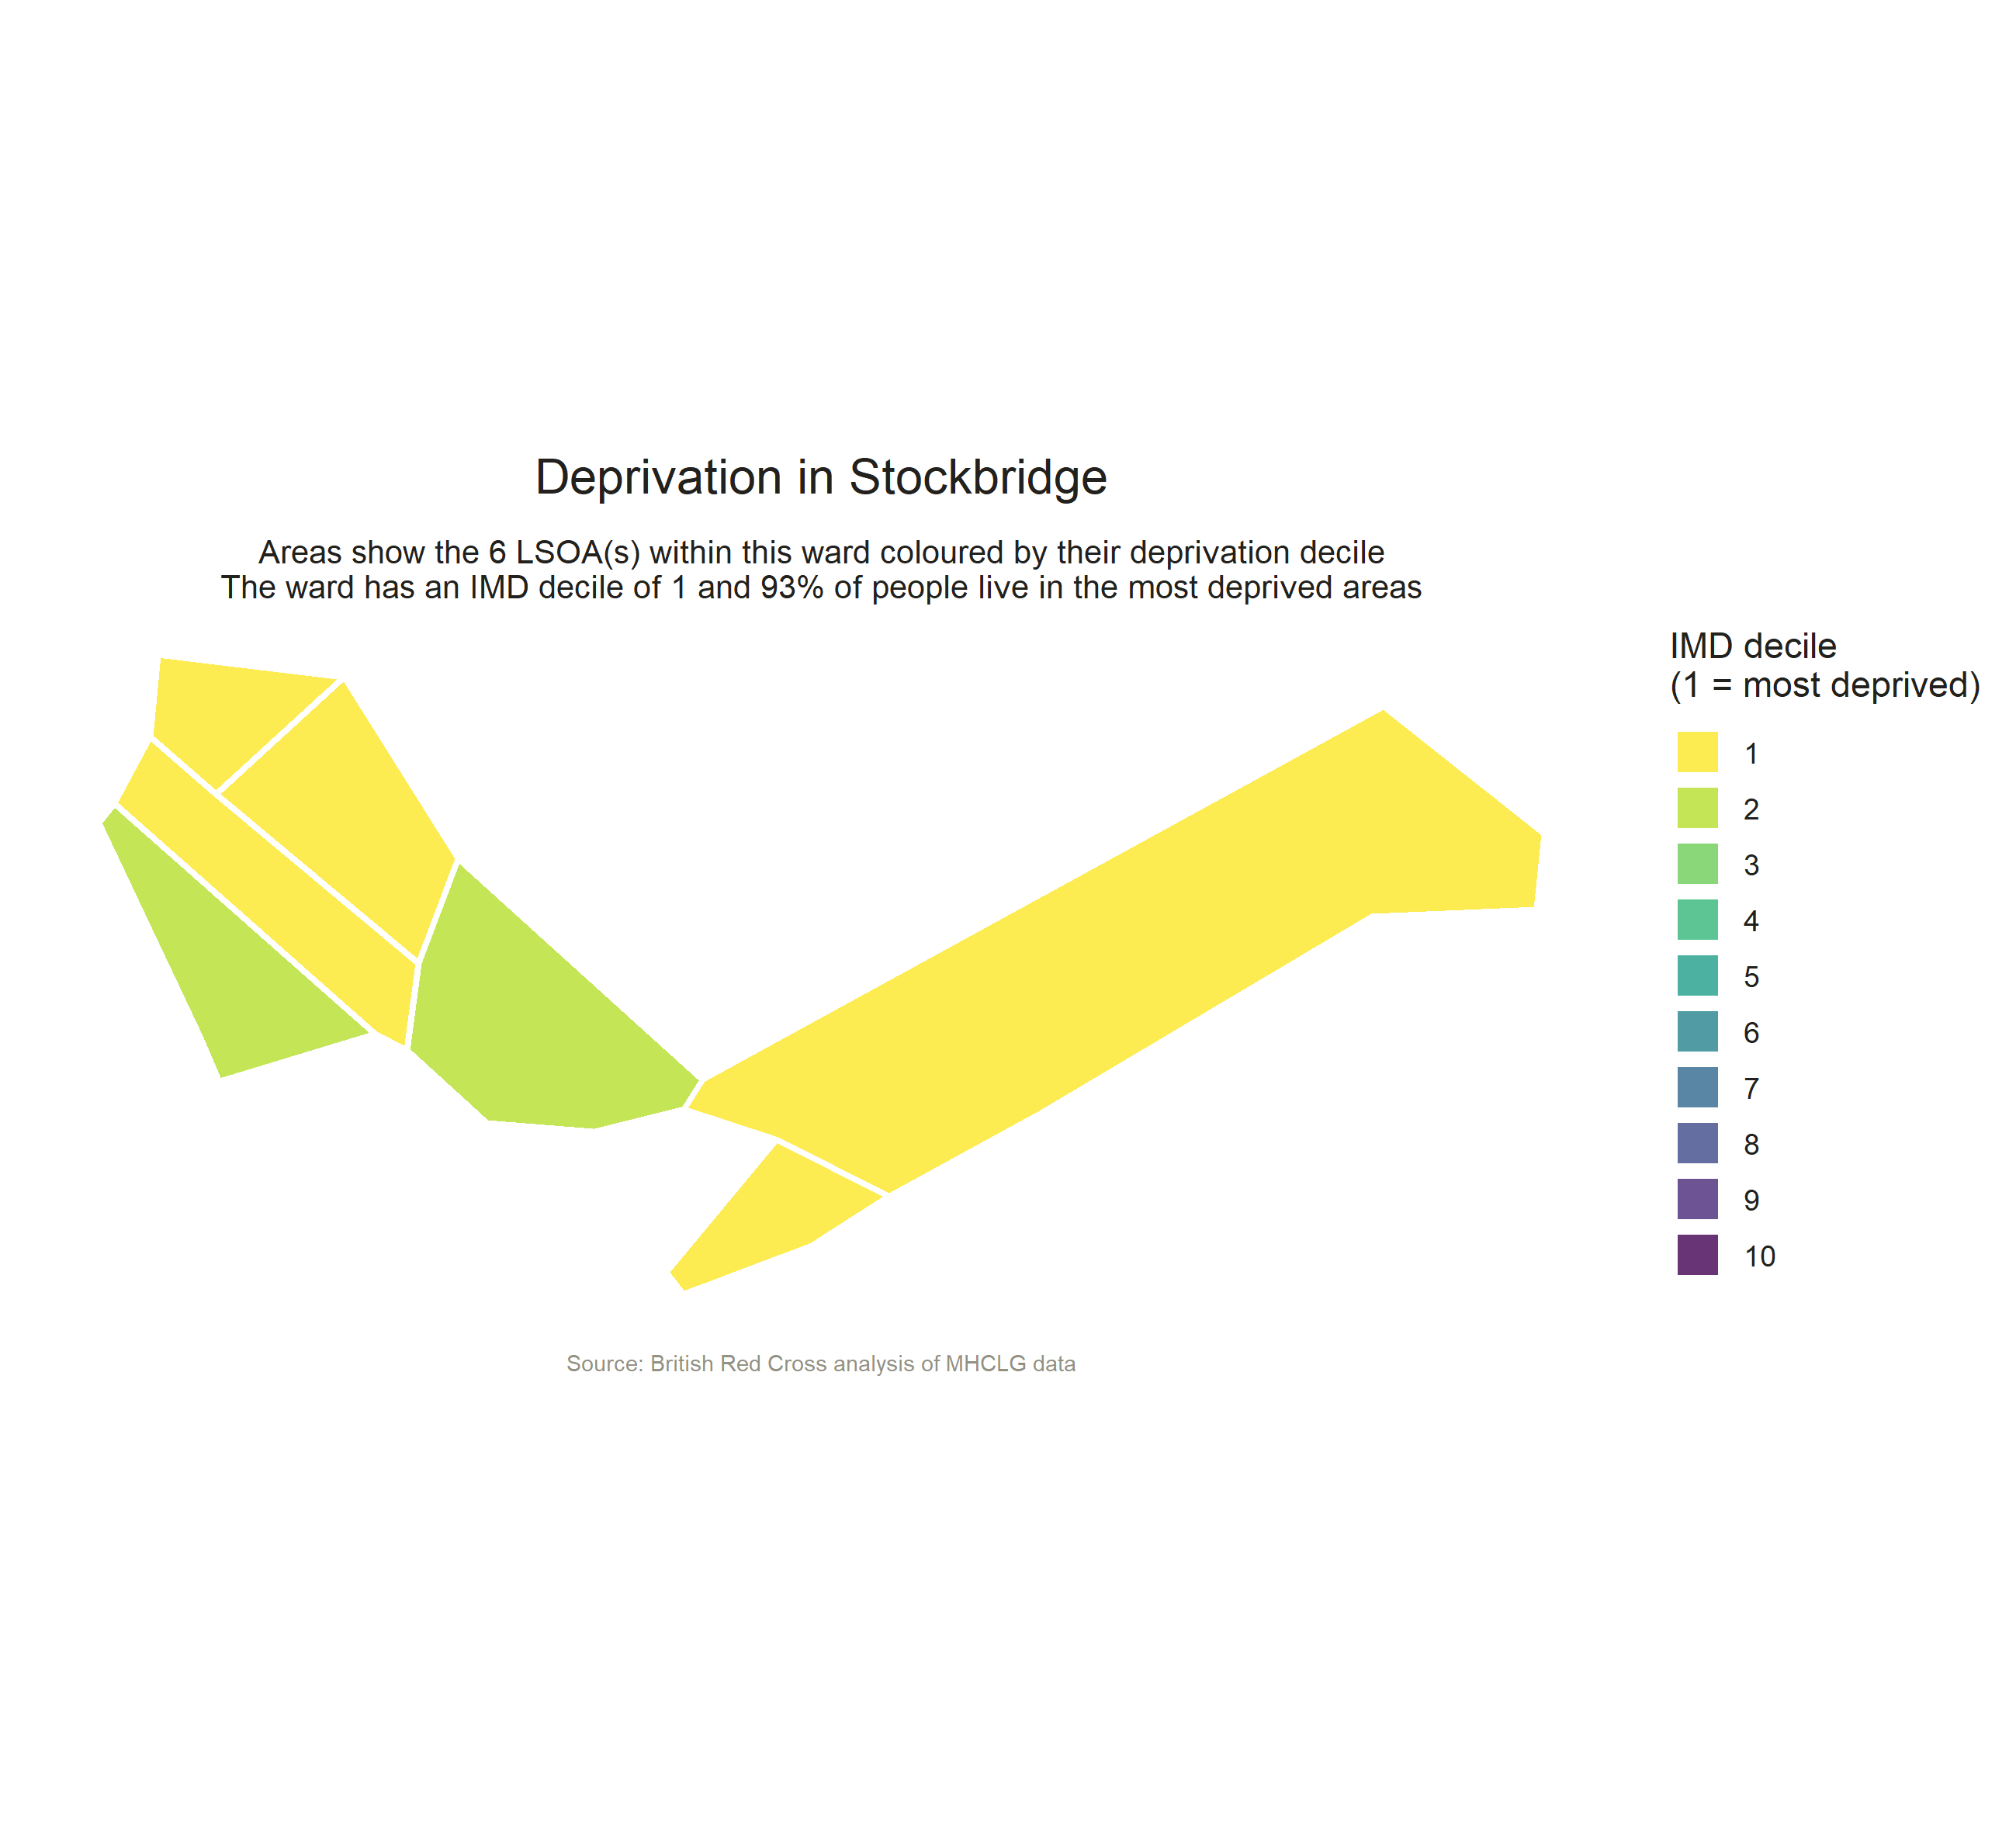 Deprivation in Stockbridge
Areas show the 6 LSOA(s) within this ward coloured by their deprivation decile
The ward has an IMD decile of 1 and 93% of people live in the most deprived areas
IMD decile
(1 = most deprived)
1
2
3
4
5
6
7
8
9
10
Source: British Red Cross analysis of MHCLG data